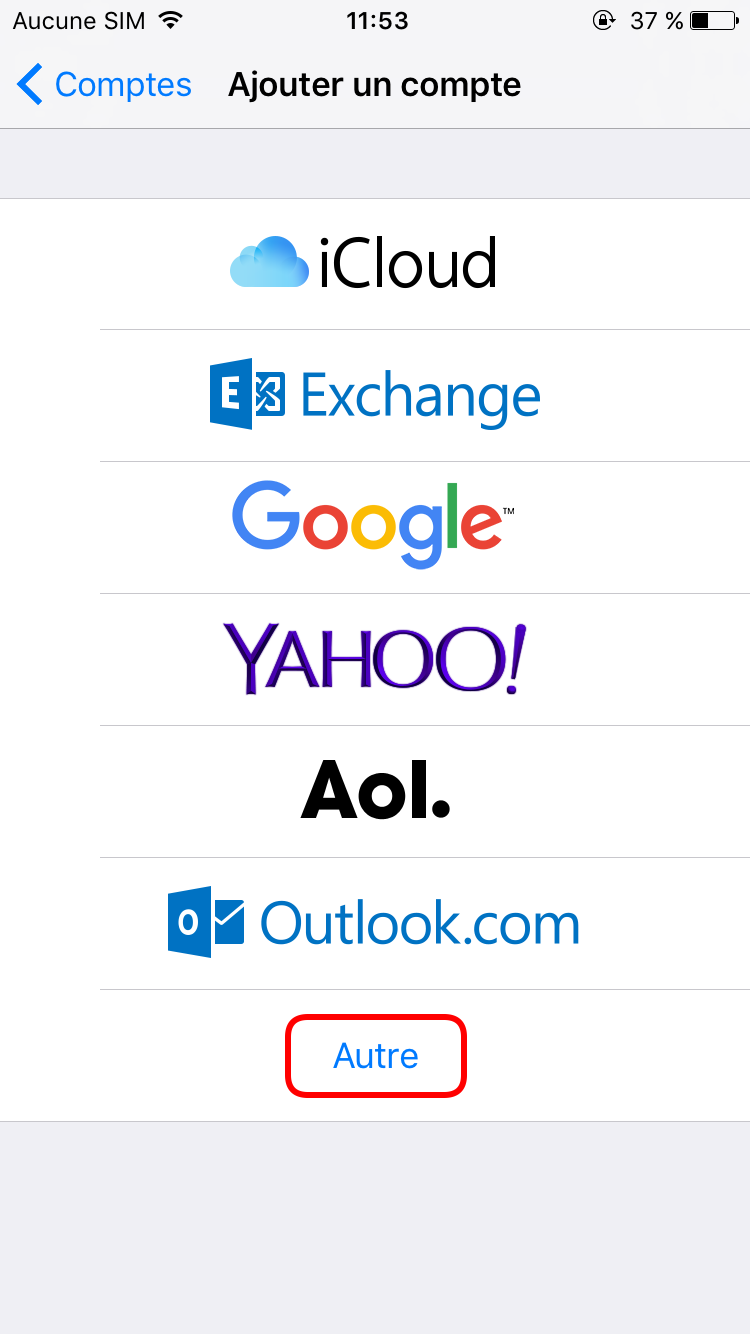 Aucune SIM 11:53 37 %
Comptes Ajouter un compte
iCloud
E Exchange
Google™
YAHOO!
Aol.
O Outlook.com
Autre